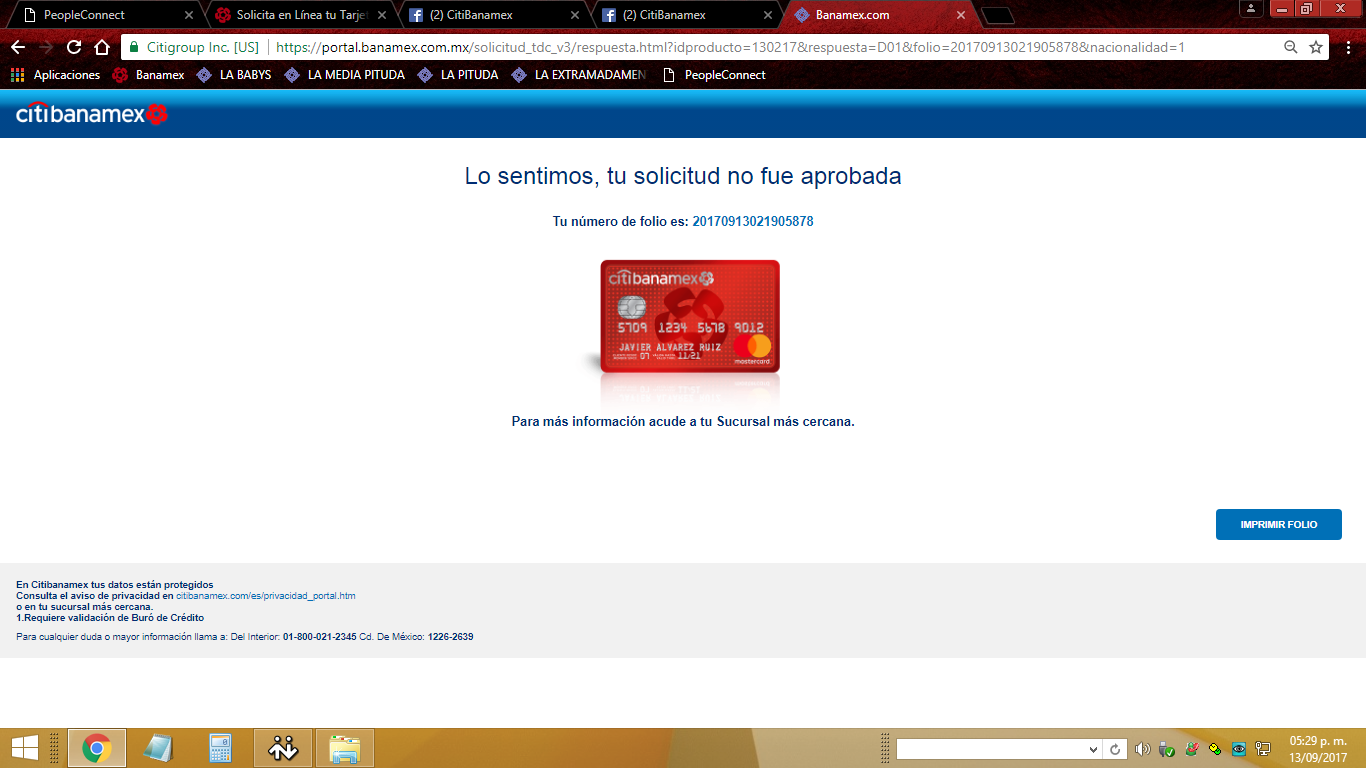 PeopleConnect
Solicita en Línea tu Tarje
(2) CitiBanamex
(2) CitiBanamex
Banamex.com
Citigroup Inc. [US]
https://portal.banamex.com.mx/solicitud_tdc_v3/respuesta.html?idproducto=130217&respuesta=D01&folio=20170913021905878&nacionalidad=1
Aplicaciones
Banamex
LA BABYS
LA MEDIA PITUDA
LA PITUDA
LA EXTRAMADAMEN
PeopleConnect
citibanamex
Lo sentimos, tu solicitud no fue aprobada
Tu número de folio es: 20170913021905878
citibanamex
5709 1234 5678 9012
07 11/21
JAVIER ALVAREZ RUIZ
mastercard
Para más información acude a tu Sucursal más cercana.
IMPRIMIR FOLIO
En Citibanamex tus datos están protegidos
Consulta el aviso de privacidad en citibanamex.com/es/privacidad_portal.htm
o en tu sucursal más cercana.
1.Requiere validación de Buró de Crédito
Para cualquier duda o mayor información llama a: Del Interior: 01-800-021-2345 Cd. De México: 1226-2639
05:29 p. m.
13/09/2017